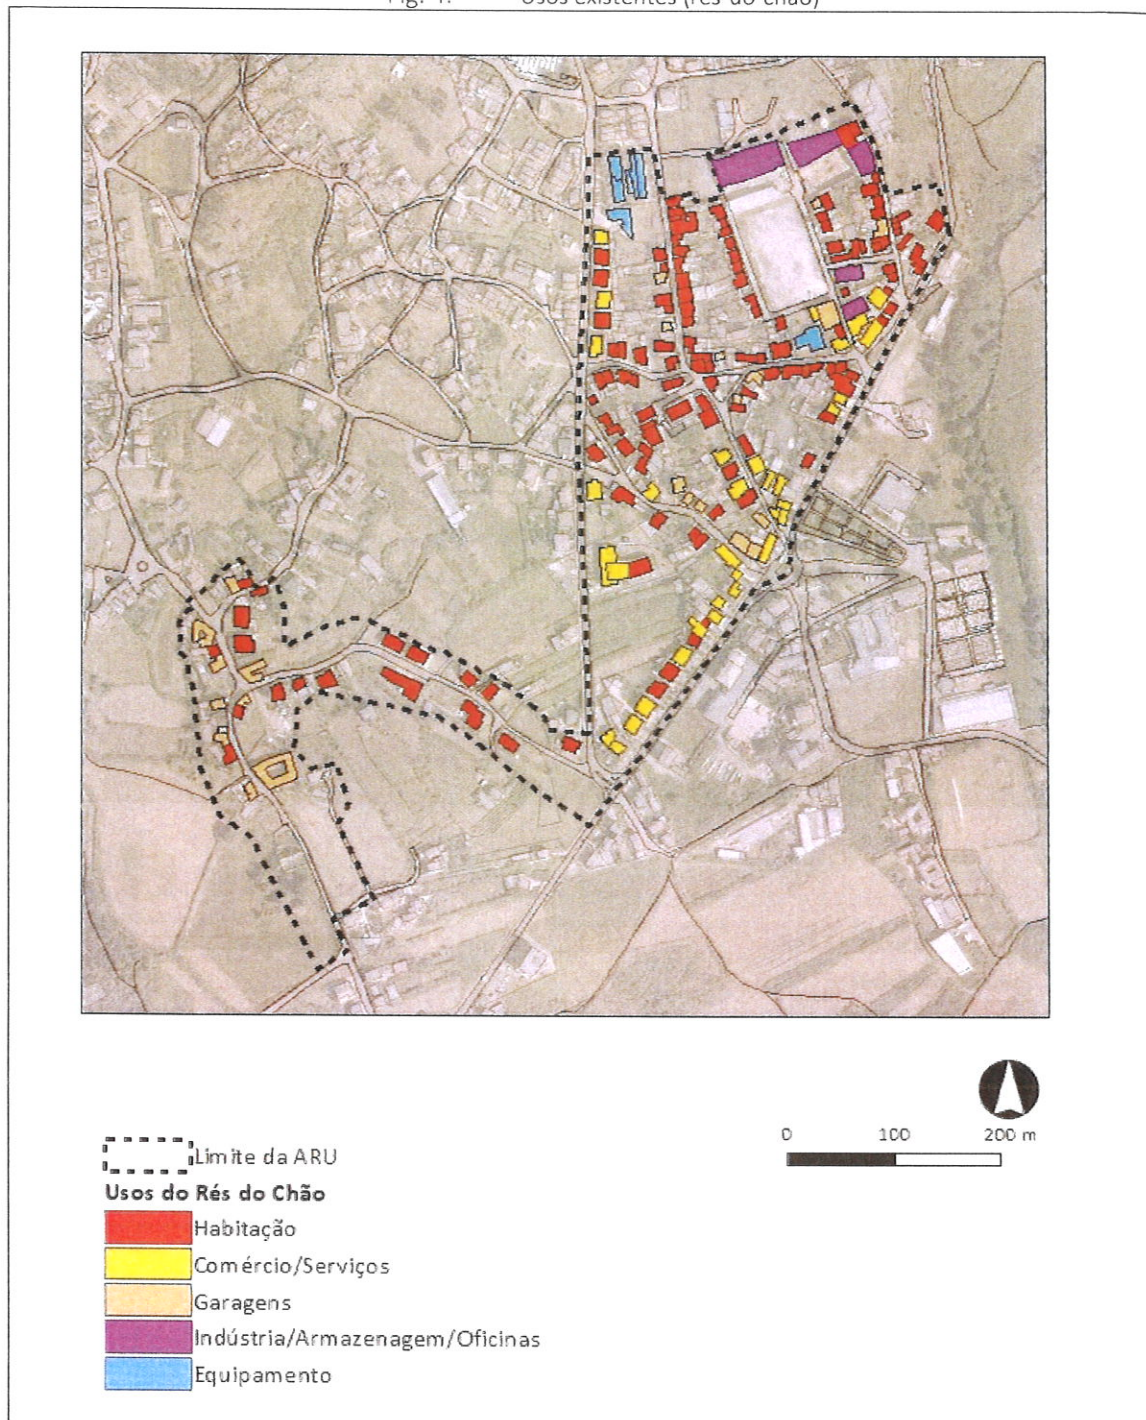 Usos existentes (rés-do-chão)
0 100 200 m
Limite da ARU
Usos do Rés do Chão
Habitação
Comércio/Serviços
Garagens
Indústria/Armazenagem/Oficinas
Equipamento